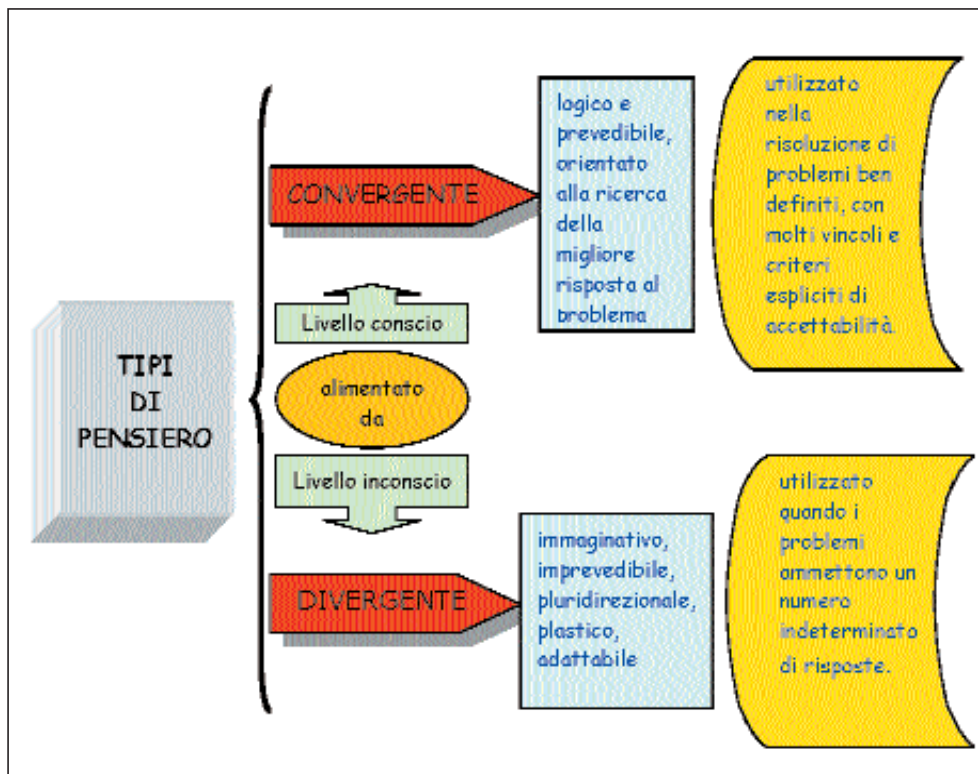 TIPI
DI
PENSIERO
CONVERGENTE
logico e
prevedibile,
orientato
alla ricerca
della
migliore
risposta al
problema
utilizzato
nella
risoluzione di
problemi ben
definiti, con
molti vincoli e
criteri
espliciti di
accettabilità.
Livello conscio
alimentato
da
Livello inconscio
DIVERGENTE
immaginativo,
imprevedibile,
pluridirezionale,
plastico,
adattabile
utilizzato
quando i
problemi
ammettono un
numero
indeterminato
di risposte.